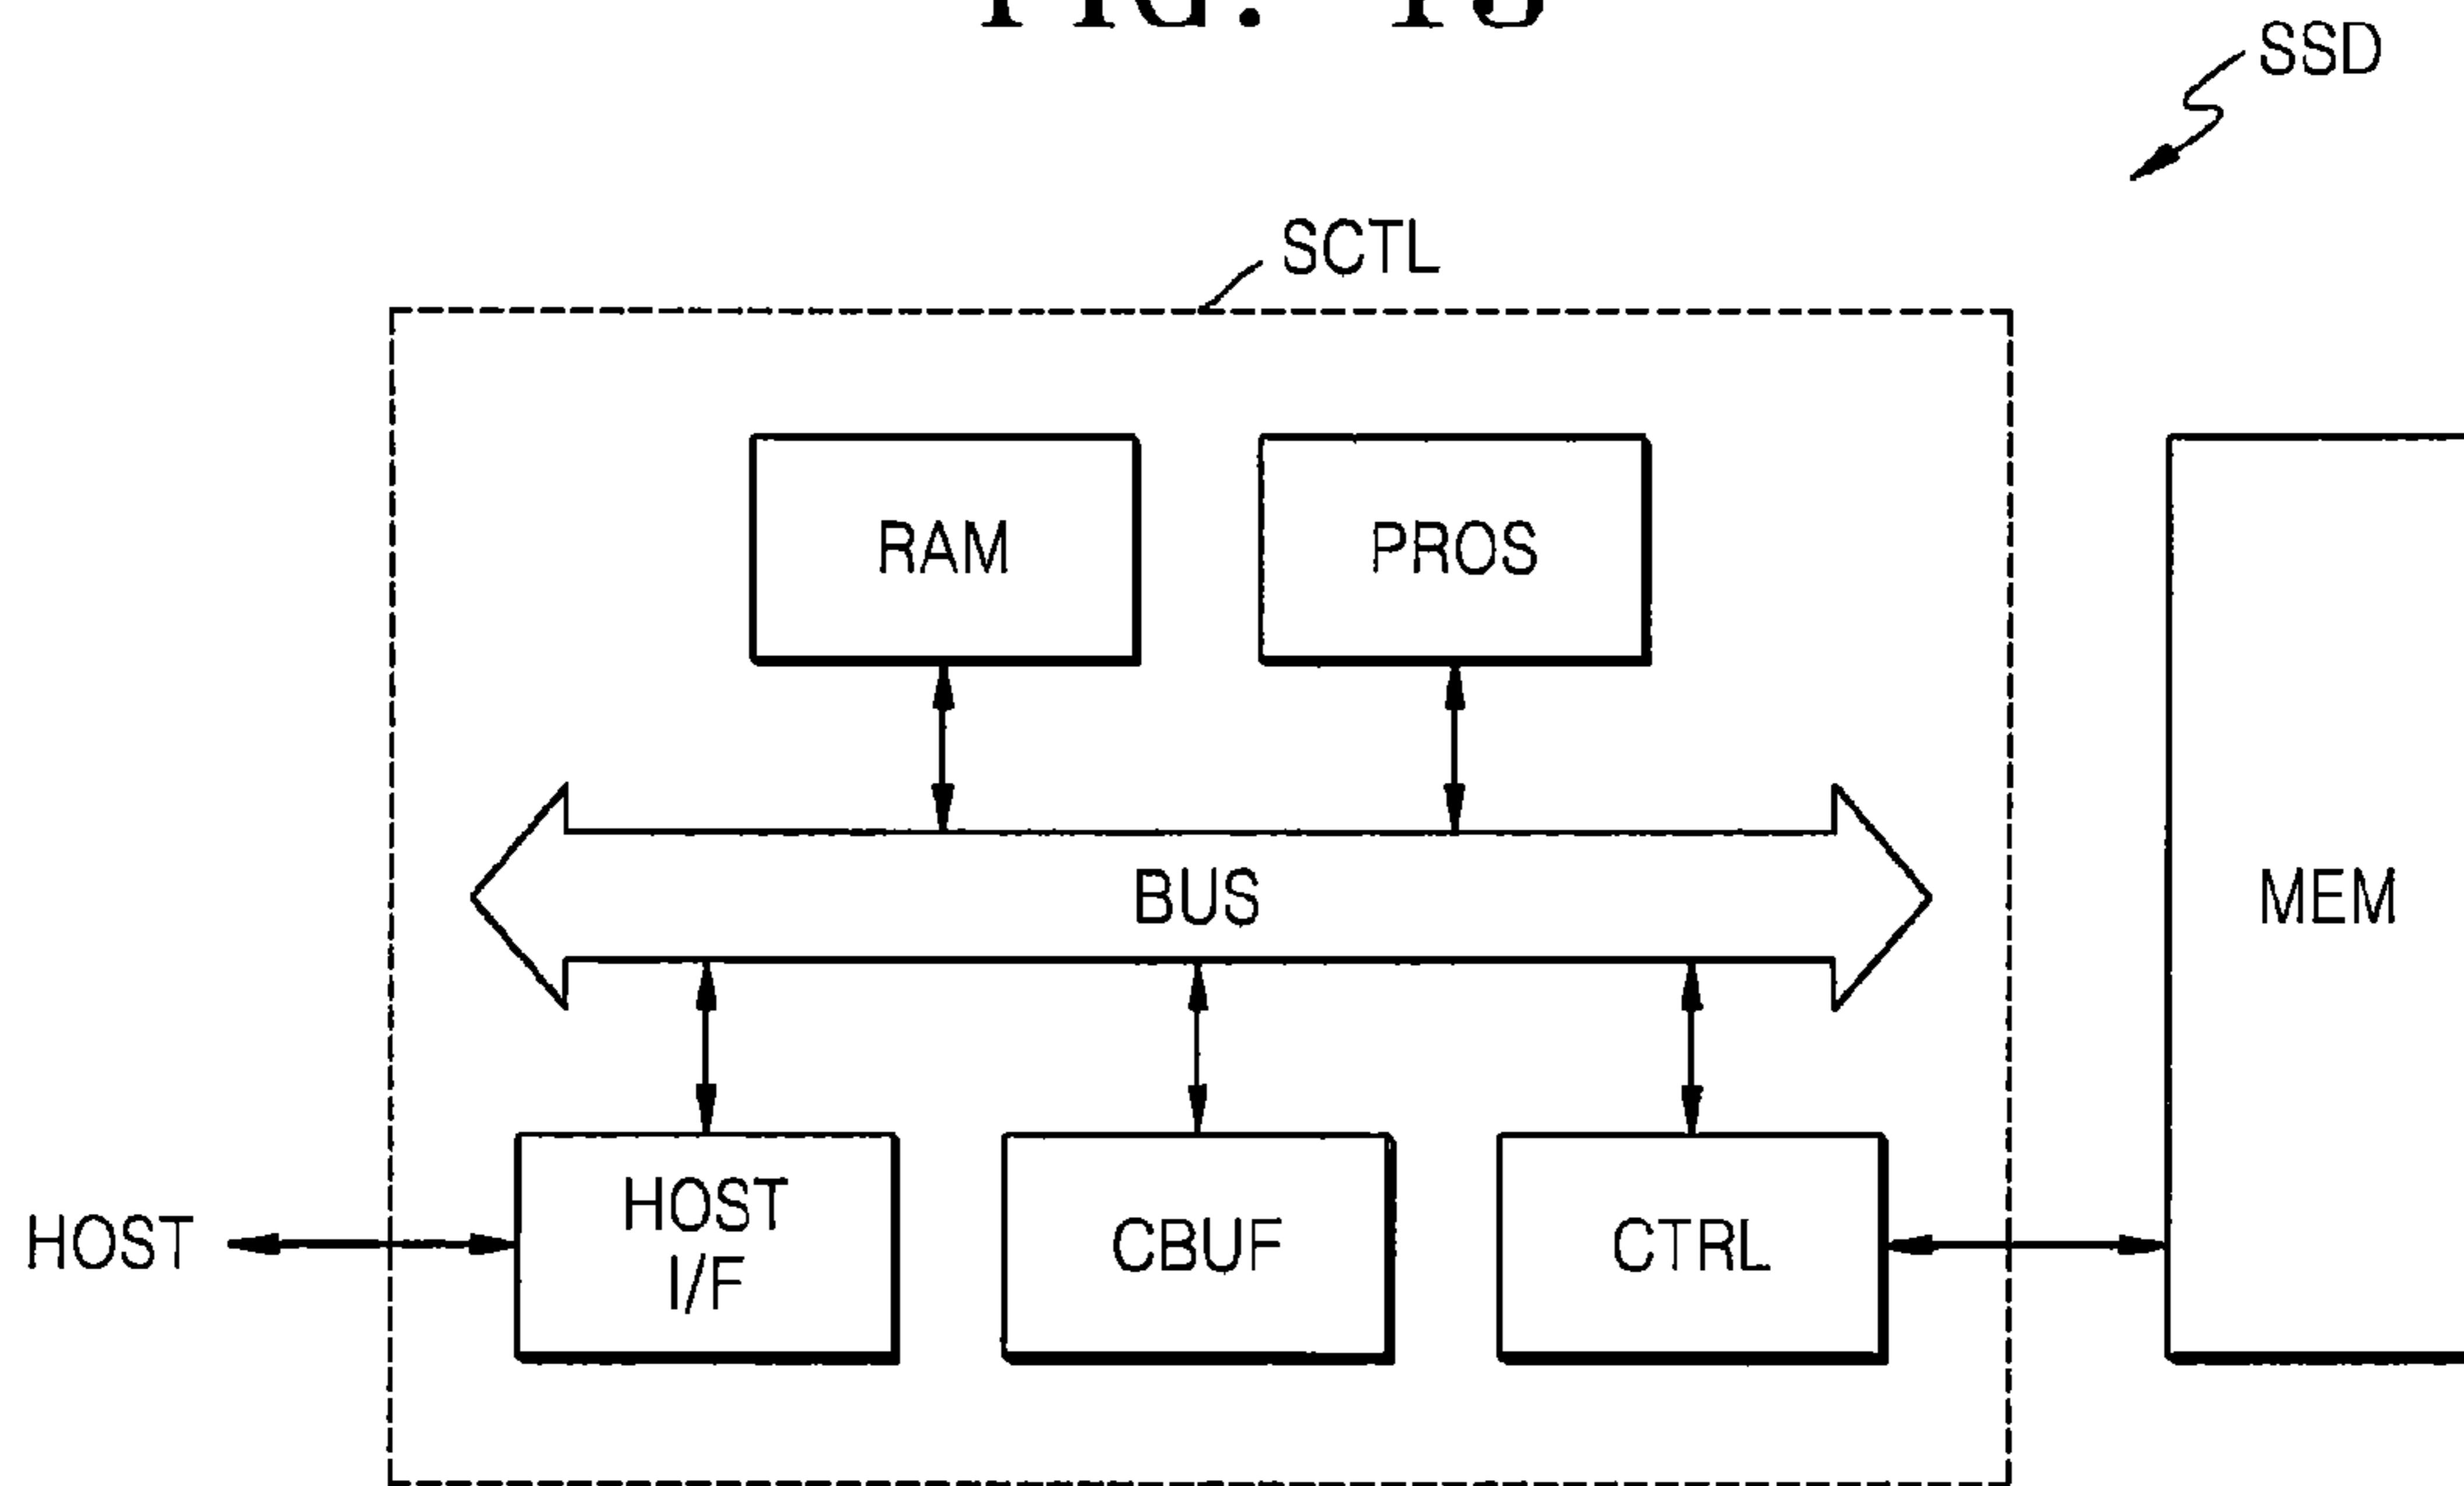 SSD
SCTL
RAM
PROS
BUS
MEM
HOST
HOST
I/F
CBUF
CTRL